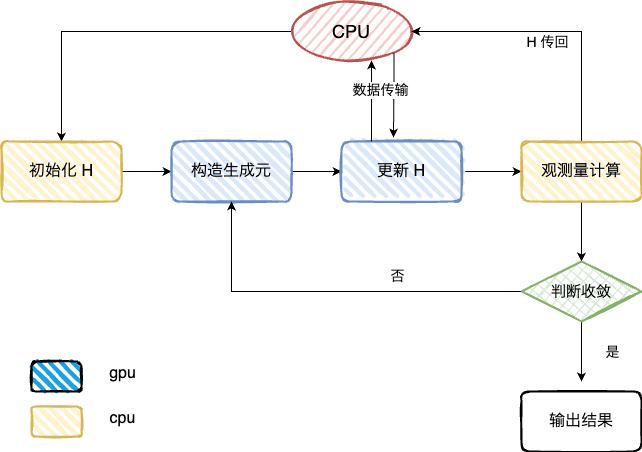 CPU
H 传回
数据传输
初始化 H
构造生成元
更新 H
观测量计算
否
判断收敛
是
gpu
cpu
输出结果